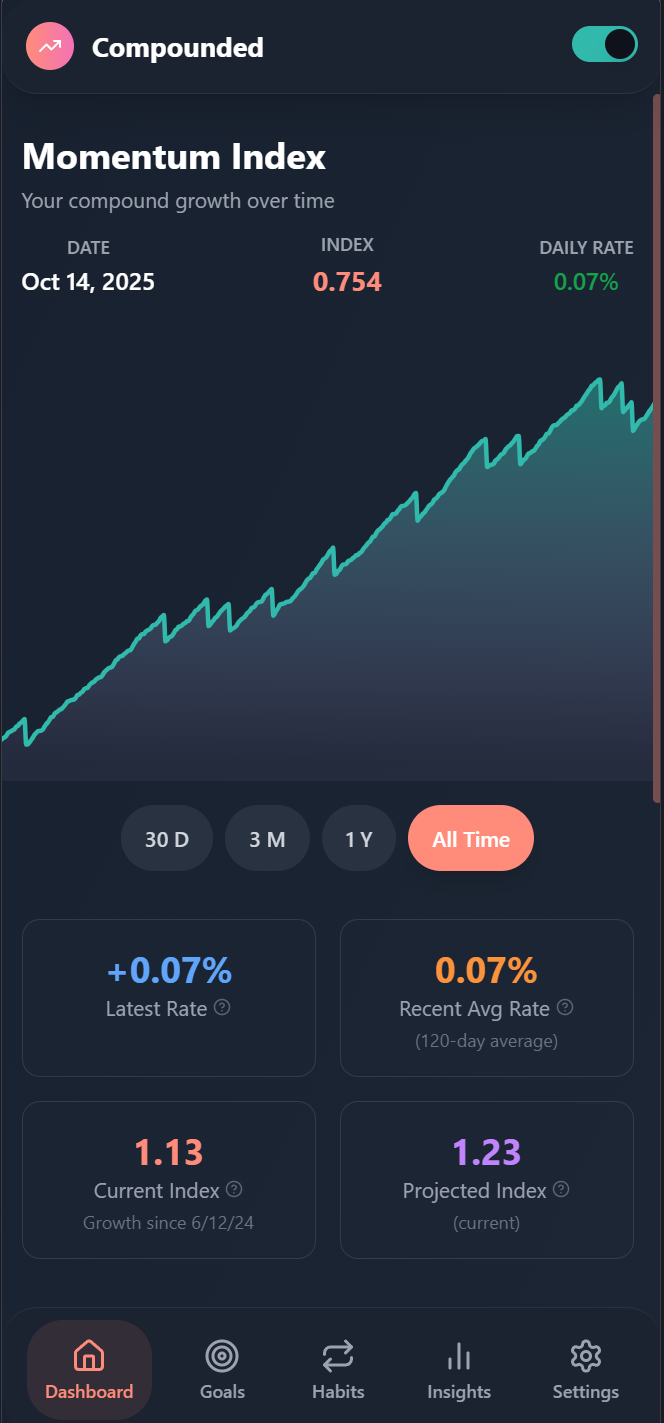 Compounded
Momentum Index
Your compound growth over time
DATE
INDEX
DAILY RATE
Oct 14, 2025
0.754
0.07%
30 D
3 M
1 Y
All Time
+0.07%
Latest Rate
0.07%
Recent Avg Rate
(120-day average)
1.13
Current Index
Growth since 6/12/24
1.23
Projected Index
(current)
Dashboard
Goals
Habits
Insights
Settings